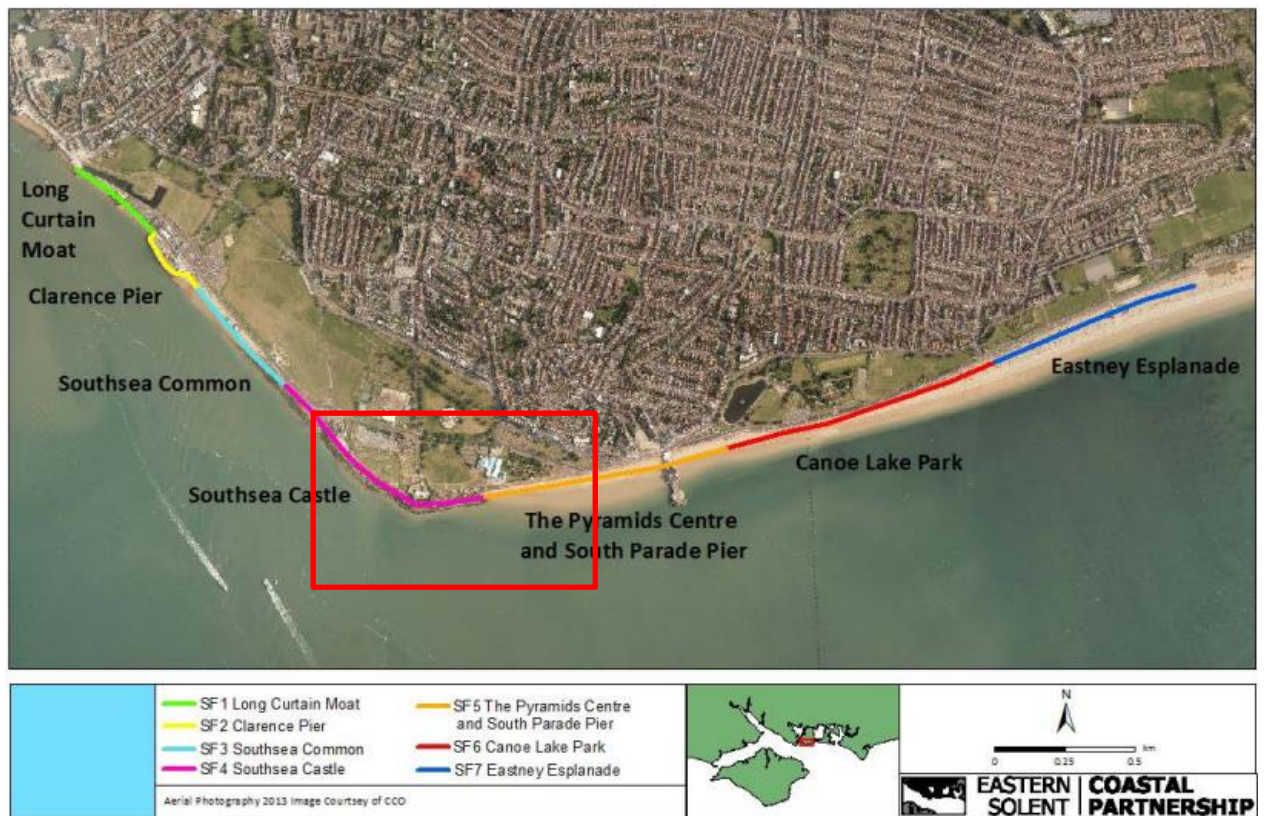 Long
Curtain
Moat
Clarence Pier
Southsea Common
Southsea Castle
The Pyramids Centre
and South Parade Pier
Canoe Lake Park
Eastney Esplanade
SF1 Long Curtain Moat
SF2 Clarence Pier
SF3 Southsea Common
SF4 Southsea Castle
SF5 The Pyramids Centre
and South Parade Pier
SF6 Canoe Lake Park
SF7 Eastney Esplanade
Aerial Photography 2013 Image Courtsey of CCO
N
km
0 0.25 0.5
EASTERN SOLENT COASTAL PARTNERSHIP